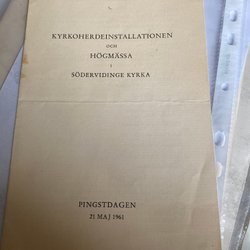 KYRKOHERDEINSTALLATIONEN
OCH
HÖGMÄSSA
I
SÖDERVIDINGE KYRKA
PINGSTDAGEN
21 MAJ 1961